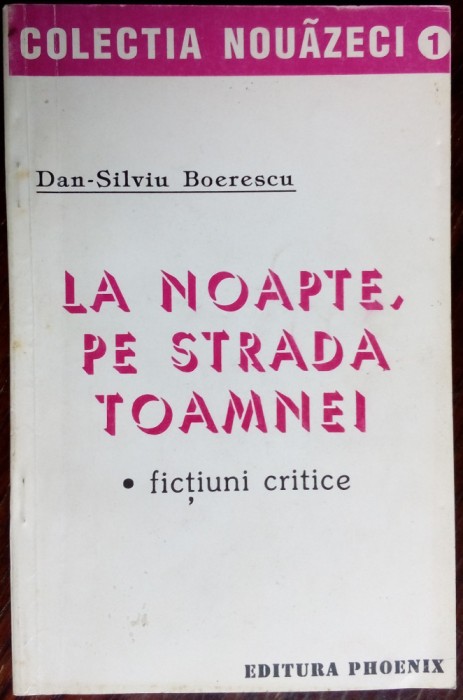 COLECTIA NOUĂZECI 1
Dan-Silviu Boerescu
LA NOAPTE,
PE STRADA
TOAMNEI
• ficțiuni critice
EDITURA PHOENIX